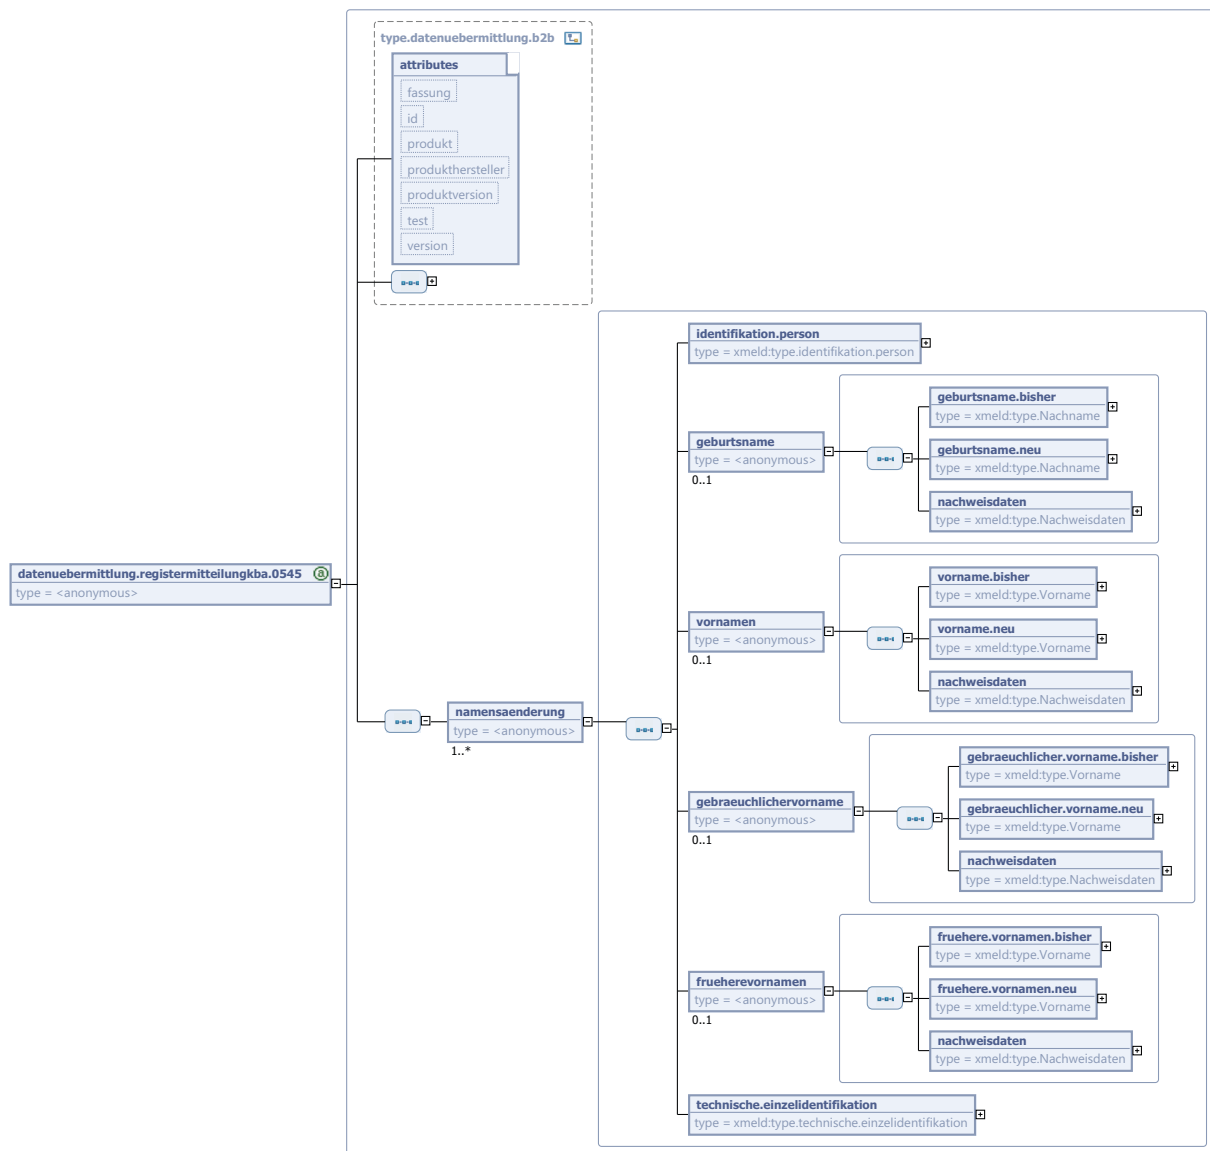 type.datenuebermittlung.b2b
attributes
fassung
id
produkt
produkthersteller
produktversion
test
version
identifikation.person
type = xmeld:type.identifikation.person
geburtsname
type = <anonymous>
0..1
geburtsname.bisher
type = xmeld:type.Nachname
geburtsname.neu
type = xmeld:type.Nachname
nachweisdaten
type = xmeld:type.Nachweisdaten
datenuebermittlung.registermitteilungkba.0545
a
type = <anonymous>
vornamen
type = <anonymous>
0..1
vorname.bisher
type = xmeld:type.Vorname
vorname.neu
type = xmeld:type.Vorname
nachweisdaten
type = xmeld:type.Nachweisdaten
namensaenderung
type = <anonymous>
1..*
gebraeuchlichervorname
type = <anonymous>
0..1
gebraeuchlicher.vorname.bisher
type = xmeld:type.Vorname
gebraeuchlicher.vorname.neu
type = xmeld:type.Vorname
nachweisdaten
type = xmeld:type.Nachweisdaten
frueherevornamen
type = <anonymous>
0..1
fruehere.vornamen.bisher
type = xmeld:type.Vorname
fruehere.vornamen.neu
type = xmeld:type.Vorname
nachweisdaten
type = xmeld:type.Nachweisdaten
technische.einzelidentifikation
type = xmeld:type.technische.einzelidentifikation